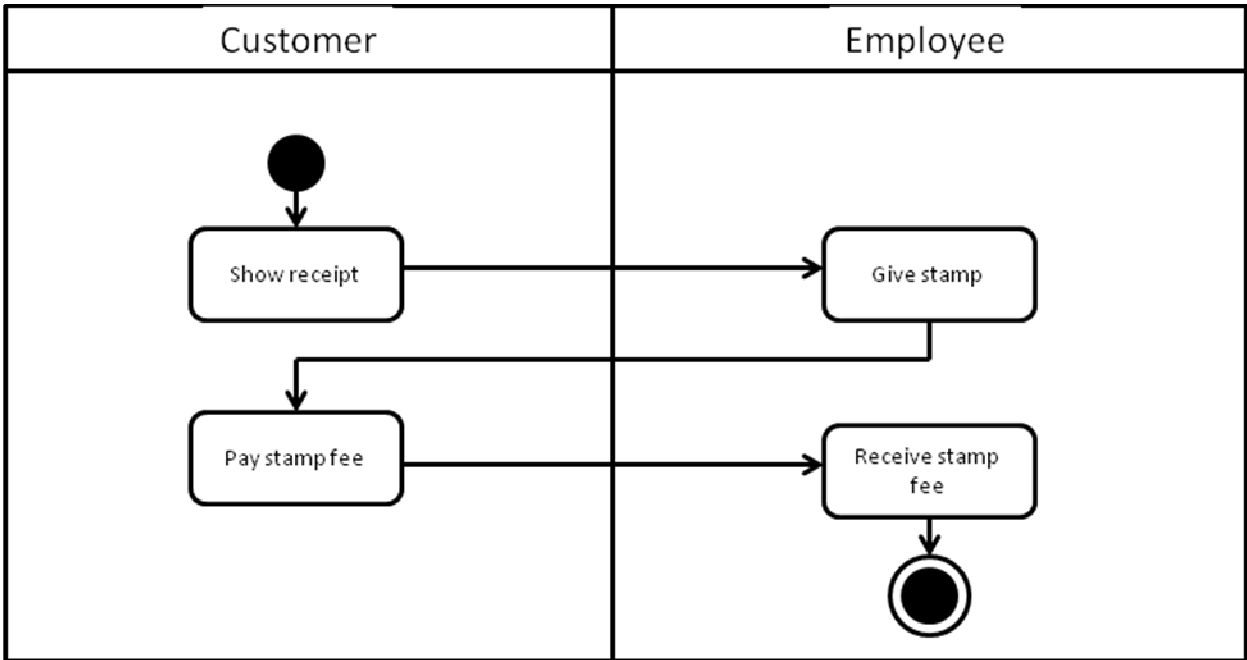 Customer
Employee
Show receipt
Give stamp
Pay stamp fee
Receive stamp
fee